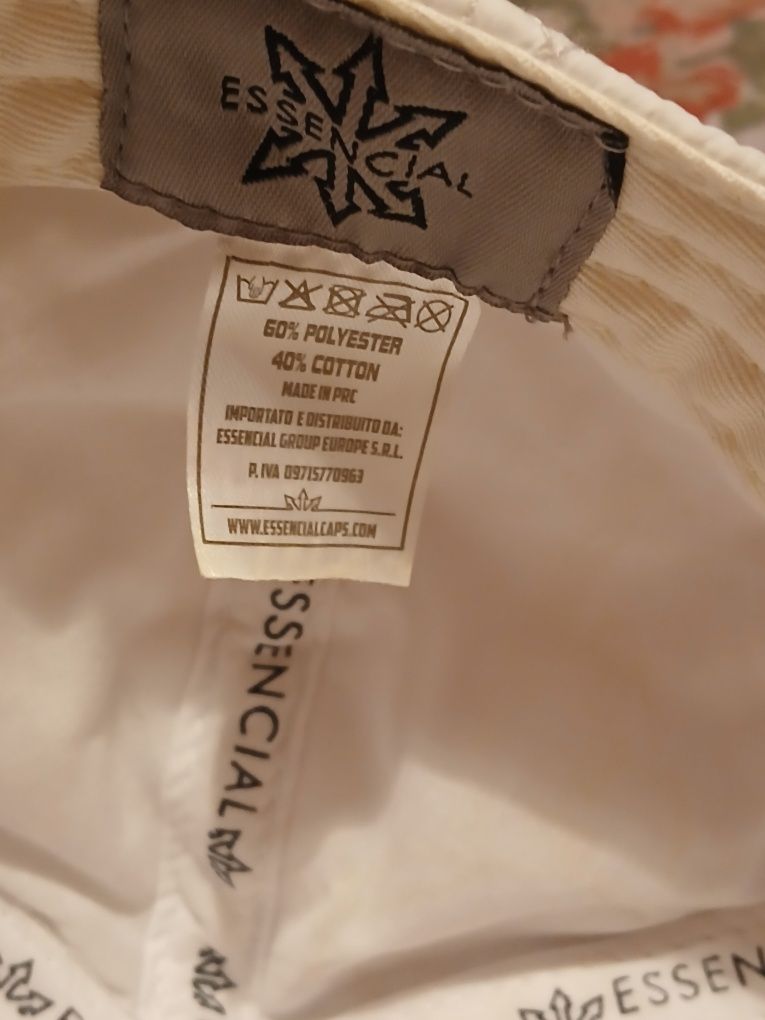 ESSENCIAL
60% POLYESTER
40% COTTON
MADE IN PRC
IMPORTATO E DISTRIBUITO DA:
ESSENCIAL GROUP EUROPE S.R.L.
P. IVA 09715770963
WWW.ESSENCIALCAPS.COM
ESSENCIAL
ESSEN